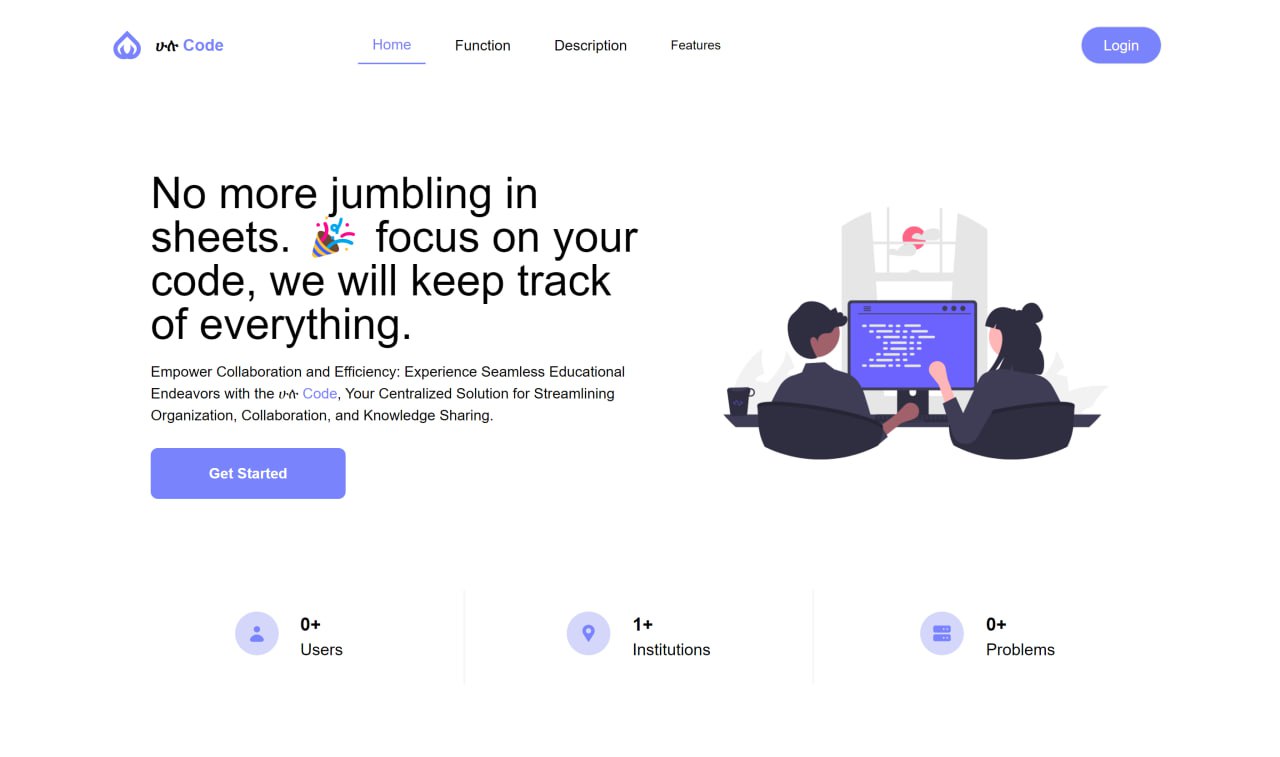 ሁሉ Code
Home
Function
Description
Features
Login
No more jumbling in
sheets. 🎉 focus on your
code, we will keep track
of everything.
Empower Collaboration and Efficiency: Experience Seamless Educational
Endeavors with the ሁሉ Code, Your Centralized Solution for Streamlining
Organization, Collaboration, and Knowledge Sharing.
Get Started
0+
Users
1+
Institutions
0+
Problems